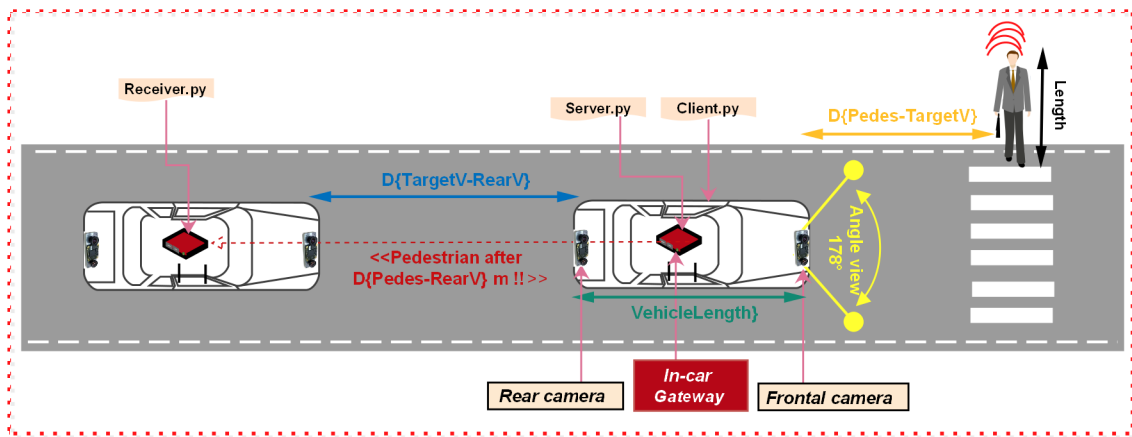 Receiver.py
Server.py
Client.py
D{Pedes-TargetV}
Length
D{TargetV-RearV}
Angle view
178°
<<Pedestrian after
D{Pedes-RearV} m !! >>
VehicleLength}
Rear camera
In-car
Gateway
Frontal camera